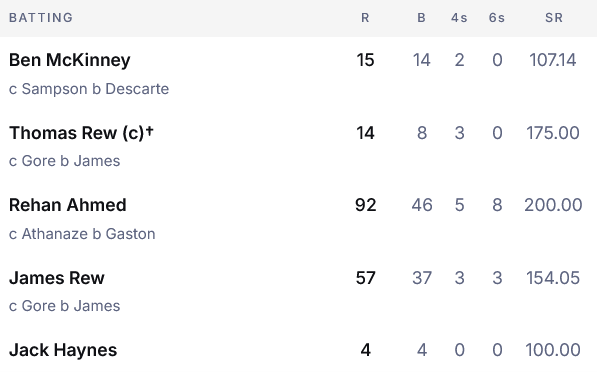 BATTING R B 4s 6s SR
Ben McKinney 15 14 2 0 107.14
c Sampson b Descarte
Thomas Rew (c)† 14 8 3 0 175.00
c Gore b James
Rehan Ahmed 92 46 5 8 200.00
c Athanaze b Gaston
James Rew 57 37 3 3 154.05
c Gore b James
Jack Haynes 4 4 0 0 100.00